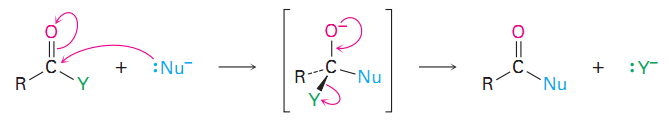 O O⁻ O
C + :Nu⁻ R C Nu C + :Y⁻
R Y Y R Nu